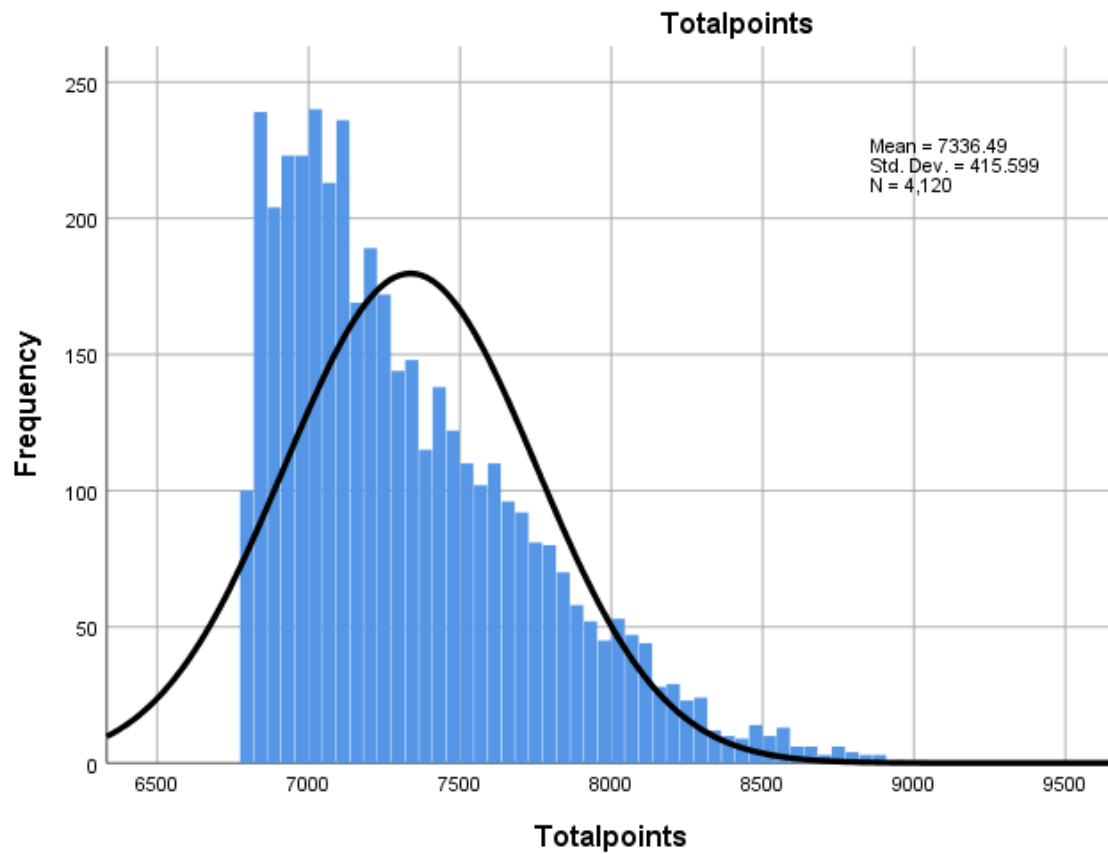 Totalpoints
Mean = 7336.49
Std. Dev. = 415.599
N = 4,120
Frequency
250
200
150
100
50
0
6500 7000 7500 8000 8500 9000 9500
Totalpoints